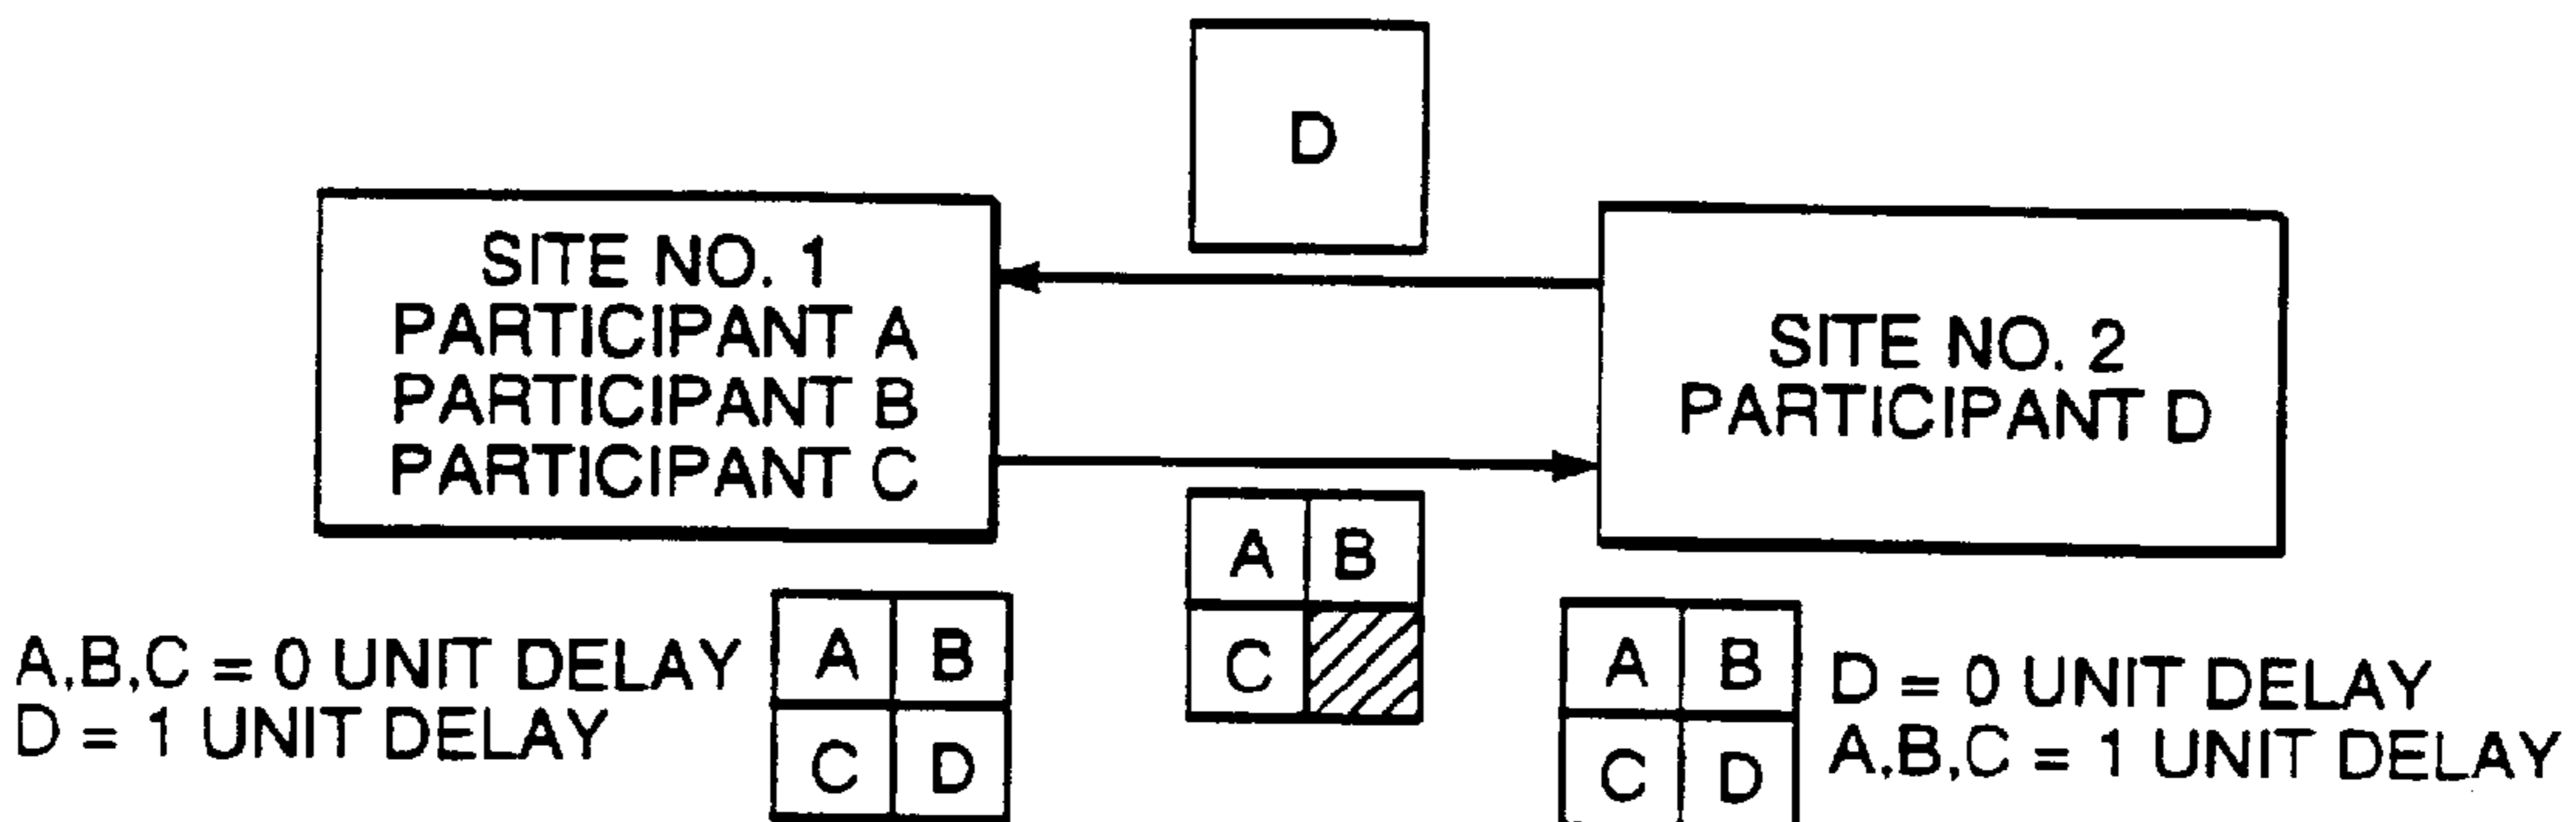 D
SITE NO. 1
PARTICIPANT A
PARTICIPANT B
PARTICIPANT C
SITE NO. 2
PARTICIPANT D
A B
C
A,B,C = 0 UNIT DELAY
D = 1 UNIT DELAY
A B
C D
A B
C D
D = 0 UNIT DELAY
A,B,C = 1 UNIT DELAY